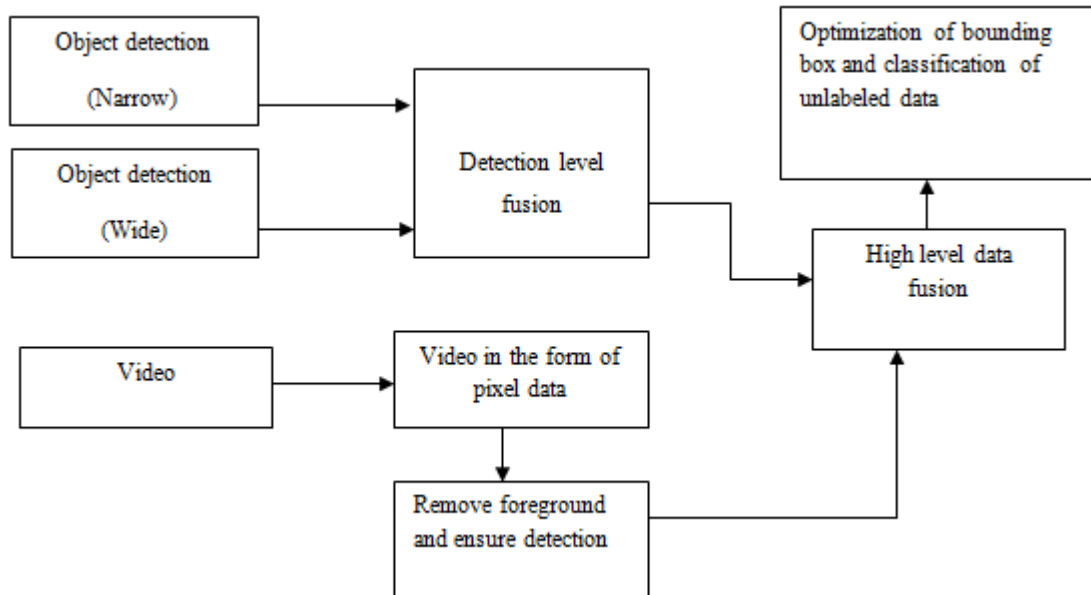 Object detection
(Narrow)
Object detection
(Wide)
Detection level
fusion
Optimization of bounding
box and classification of
unlabeled data
High level data
fusion
Video
Video in the form of
pixel data
Remove foreground
and ensure detection